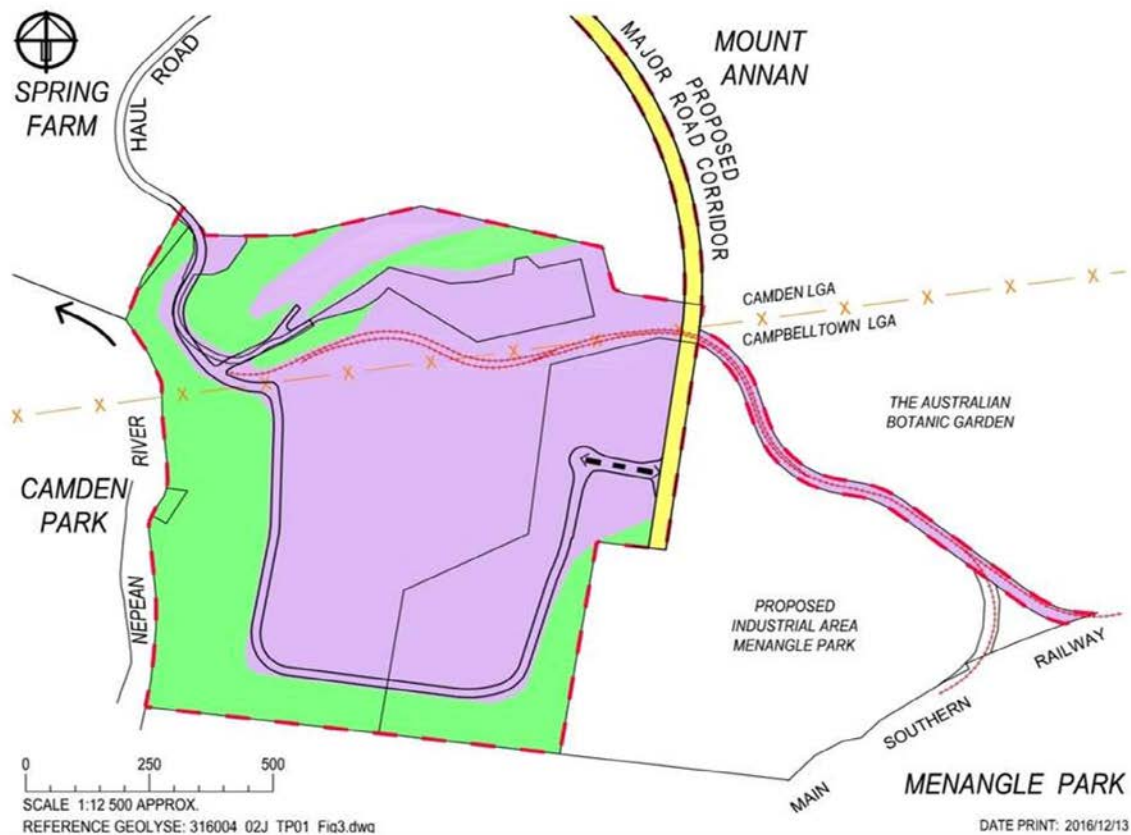 SPRING
FARM
HAUL ROAD
MOUNT
ANNAN
PROPOSED
MAJOR ROAD CORRIDOR
CAMDEN LGA
CAMPBELLTOWN LGA
THE AUSTRALIAN
BOTANIC GARDEN
CAMDEN
PARK
NEPEAN RIVER
PROPOSED
INDUSTRIAL AREA
MENANGLE PARK
MAIN SOUTHERN RAILWAY
MENANGLE PARK
0 250 500
SCALE 1:12 500 APPROX.
REFERENCE GEOLYSE: 316004_02J_TP01_Fig3.dwg
DATE PRINT: 2016/12/13